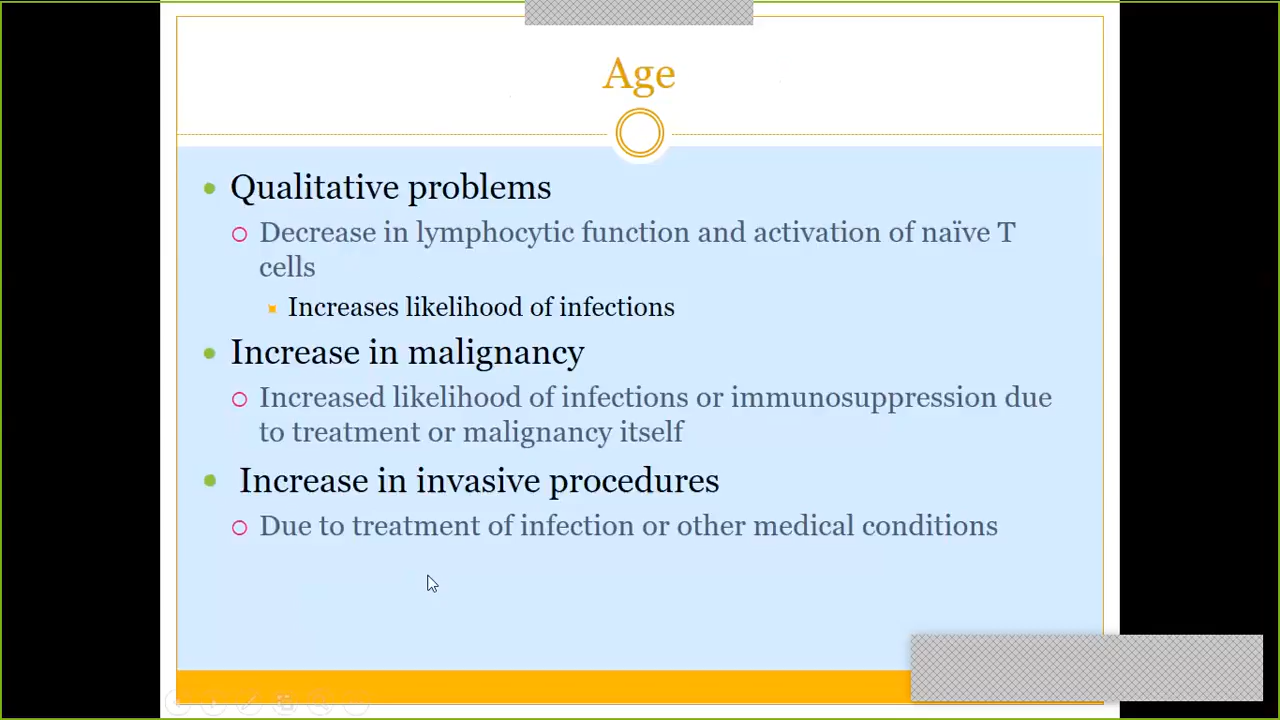 Age
Qualitative problems
Decrease in lymphocytic function and activation of naïve T
cells
Increases likelihood of infections
Increase in malignancy
Increased likelihood of infections or immunosuppression due
to treatment or malignancy itself
Increase in invasive procedures
Due to treatment of infection or other medical conditions